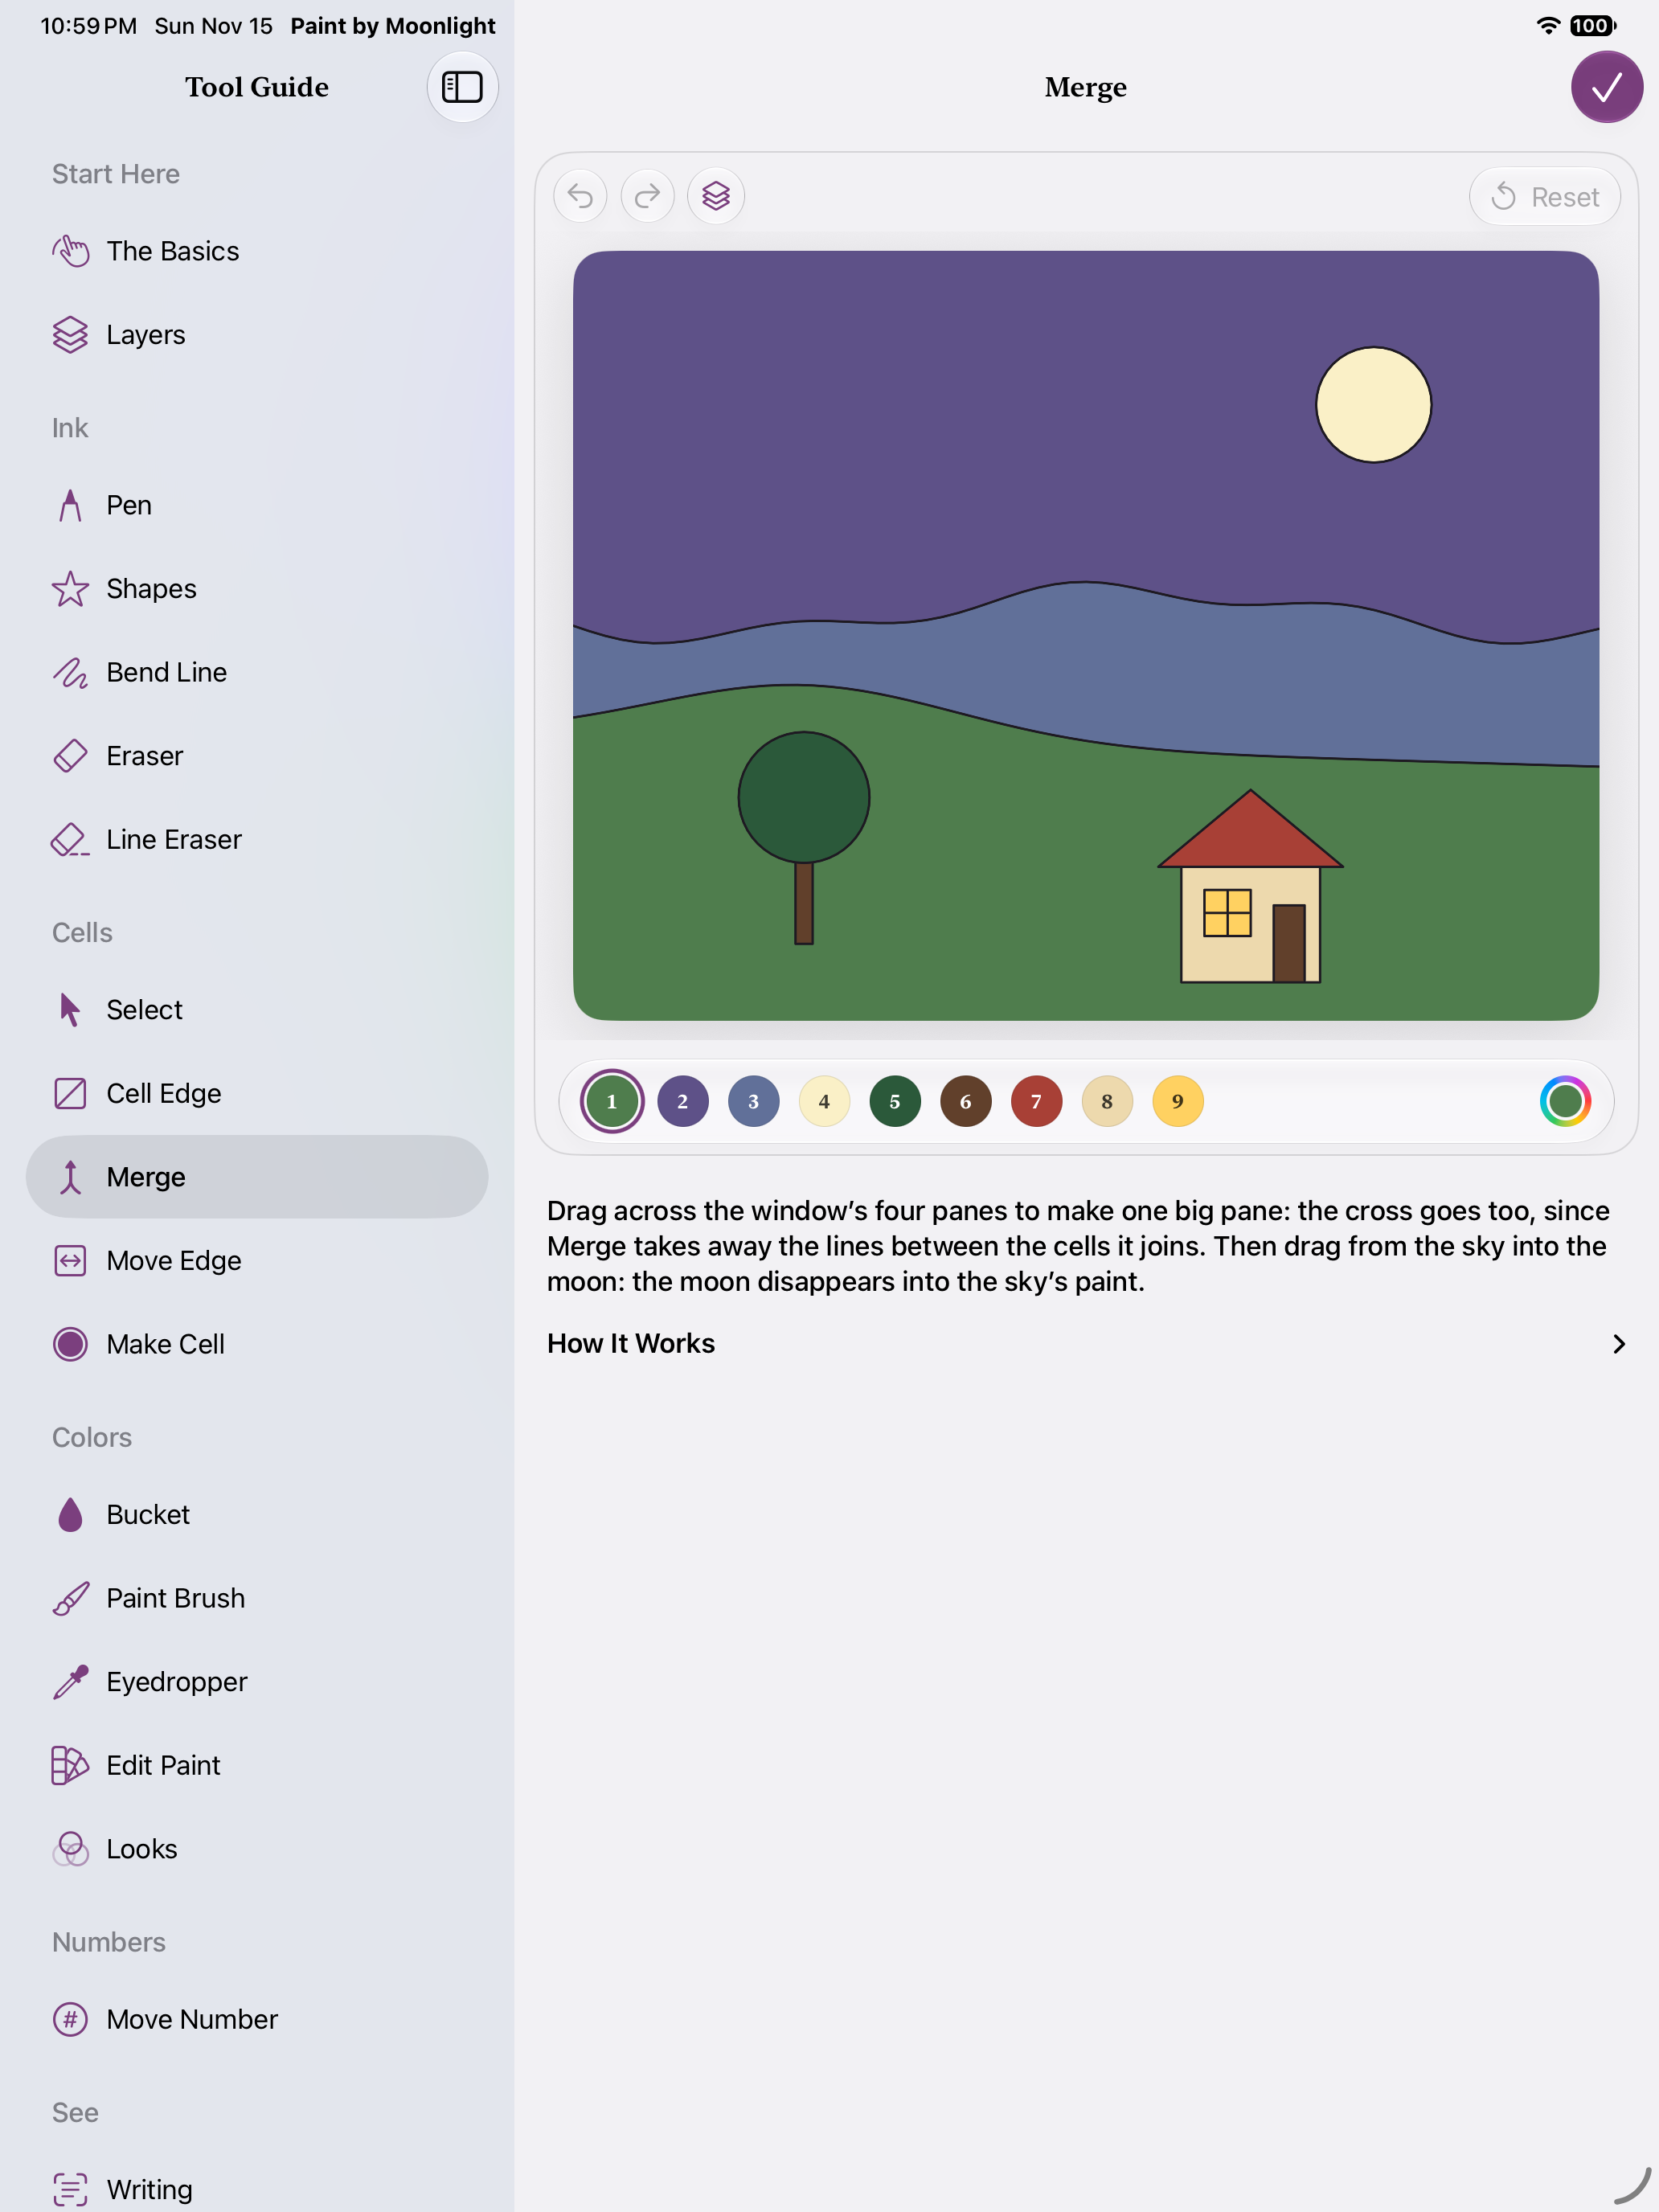 10:59 PM Sun Nov 15 Paint by Moonlight
100
Tool Guide
Start Here
The Basics
Layers
Ink
Pen
Shapes
Bend Line
Eraser
Line Eraser
Cells
Select
Cell Edge
Merge
Move Edge
Make Cell
Colors
Bucket
Paint Brush
Eyedropper
Edit Paint
Looks
Numbers
#
Move Number
See
Writing
Merge
Reset
1 2 3 4 5 6 7 8 9
Drag across the window’s four panes to make one big pane: the cross goes too, since
Merge takes away the lines between the cells it joins. Then drag from the sky into the
moon: the moon disappears into the sky’s paint.
How It Works